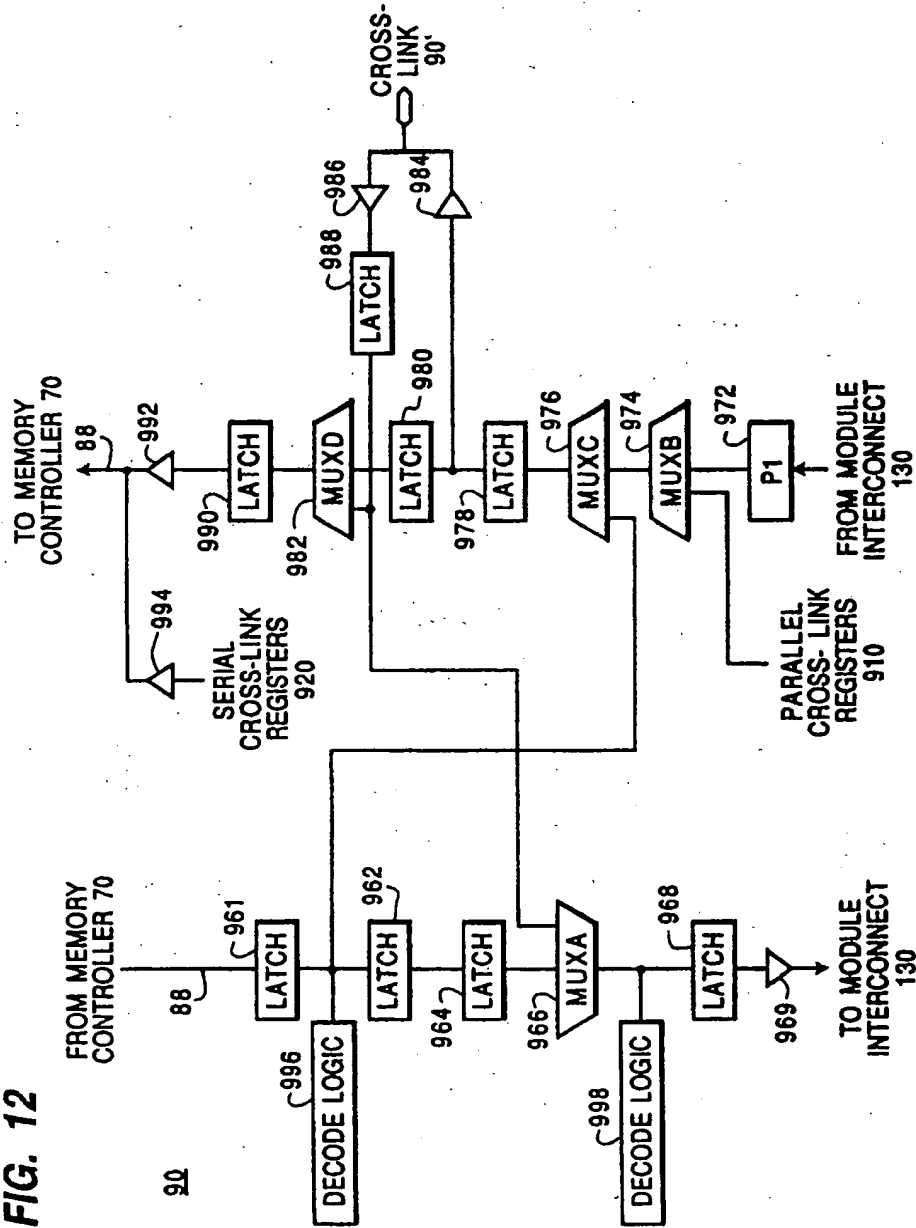 FIG. 12
90
FROM MEMORY
CONTROLLER 70
88
961
LATCH
996
DECODE LOGIC
962
LATCH
964
LATCH
966
MUXA
998
DECODE LOGIC
968
LATCH
969
TO MODULE
INTERCONNECT
130
TO MEMORY
CONTROLLER 70
88
992
994
SERIAL
CROSS-LINK
REGISTERS
920
990
LATCH
982
MUXD
988
LATCH
986
984
CROSS-
LINK
90'
980
LATCH
978
LATCH
976
MUXC
974
MUXB
972
P1
PARALLEL
CROSS-LINK
REGISTERS
910
FROM MODULE
INTERCONNECT
130